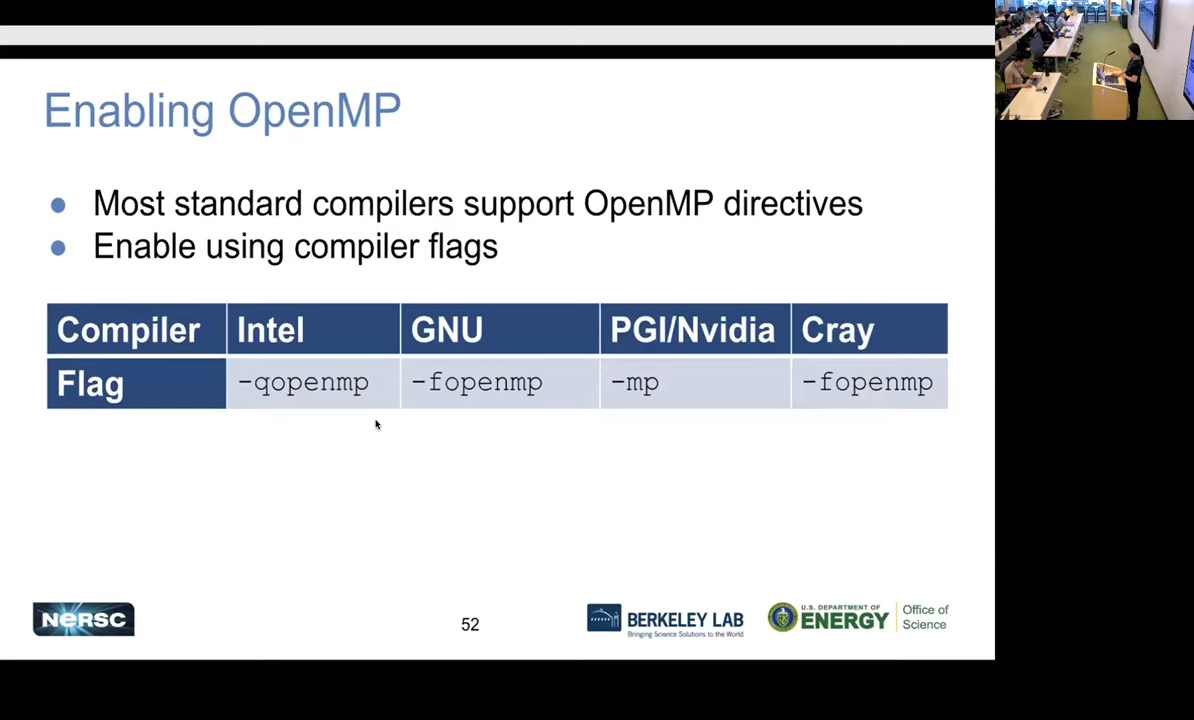 Enabling OpenMP
Most standard compilers support OpenMP directives
Enable using compiler flags
Compiler Intel GNU PGI/Nvidia Cray
Flag -qopenmp -fopenmp -mp -fopenmp
NERSC
52
BERKELEY LAB
Bringing Science Solutions to the World
U.S. DEPARTMENT OF
ENERGY
Office of
Science